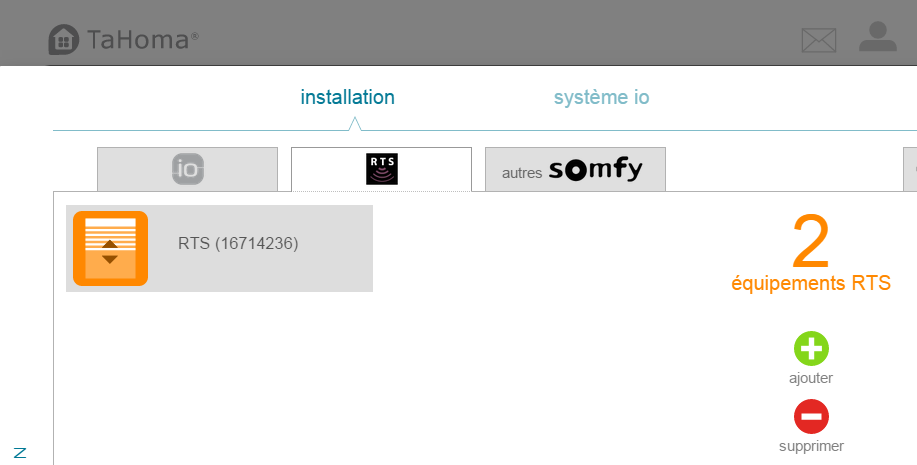 TaHoma®
installation
système io
io
RTS
autres somfy
RTS (16714236)
2
équipements RTS
ajouter
supprimer